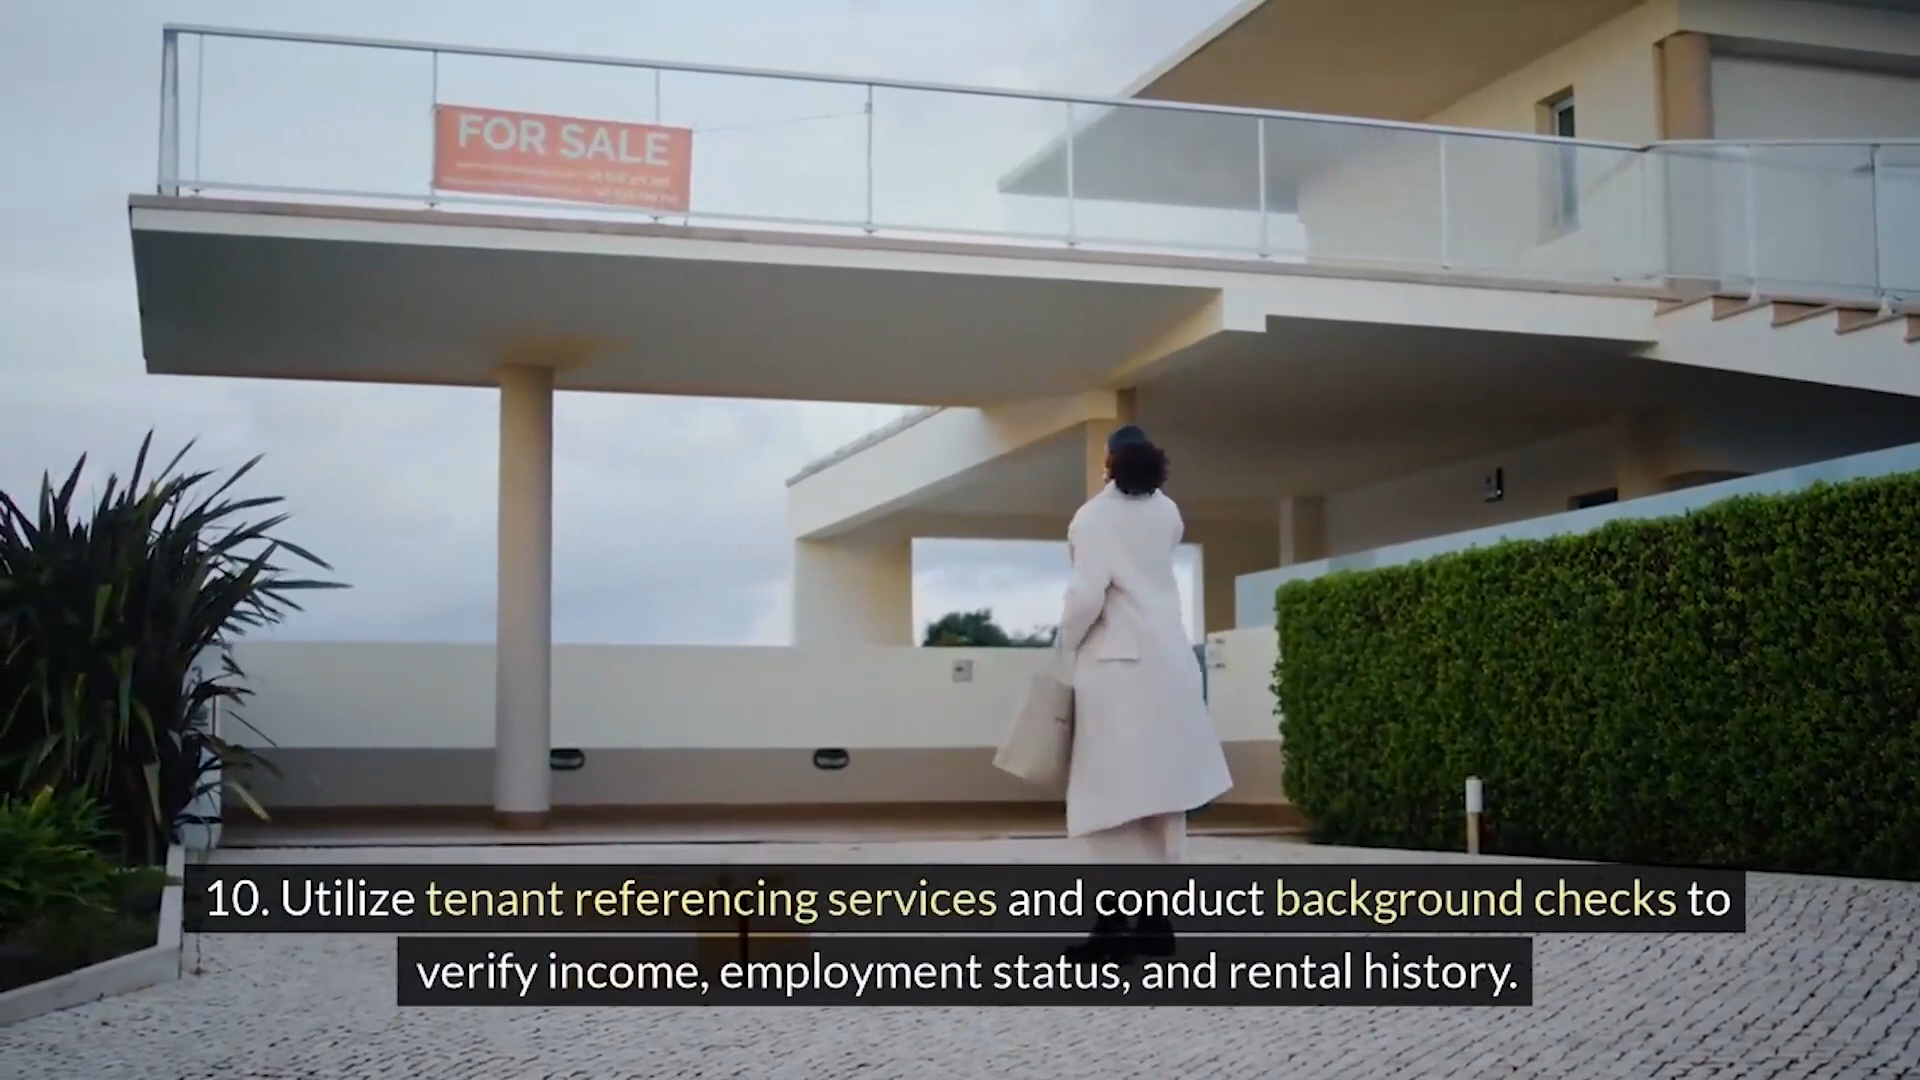 FOR SALE
10. Utilize tenant referencing services and conduct background checks to
verify income, employment status, and rental history.